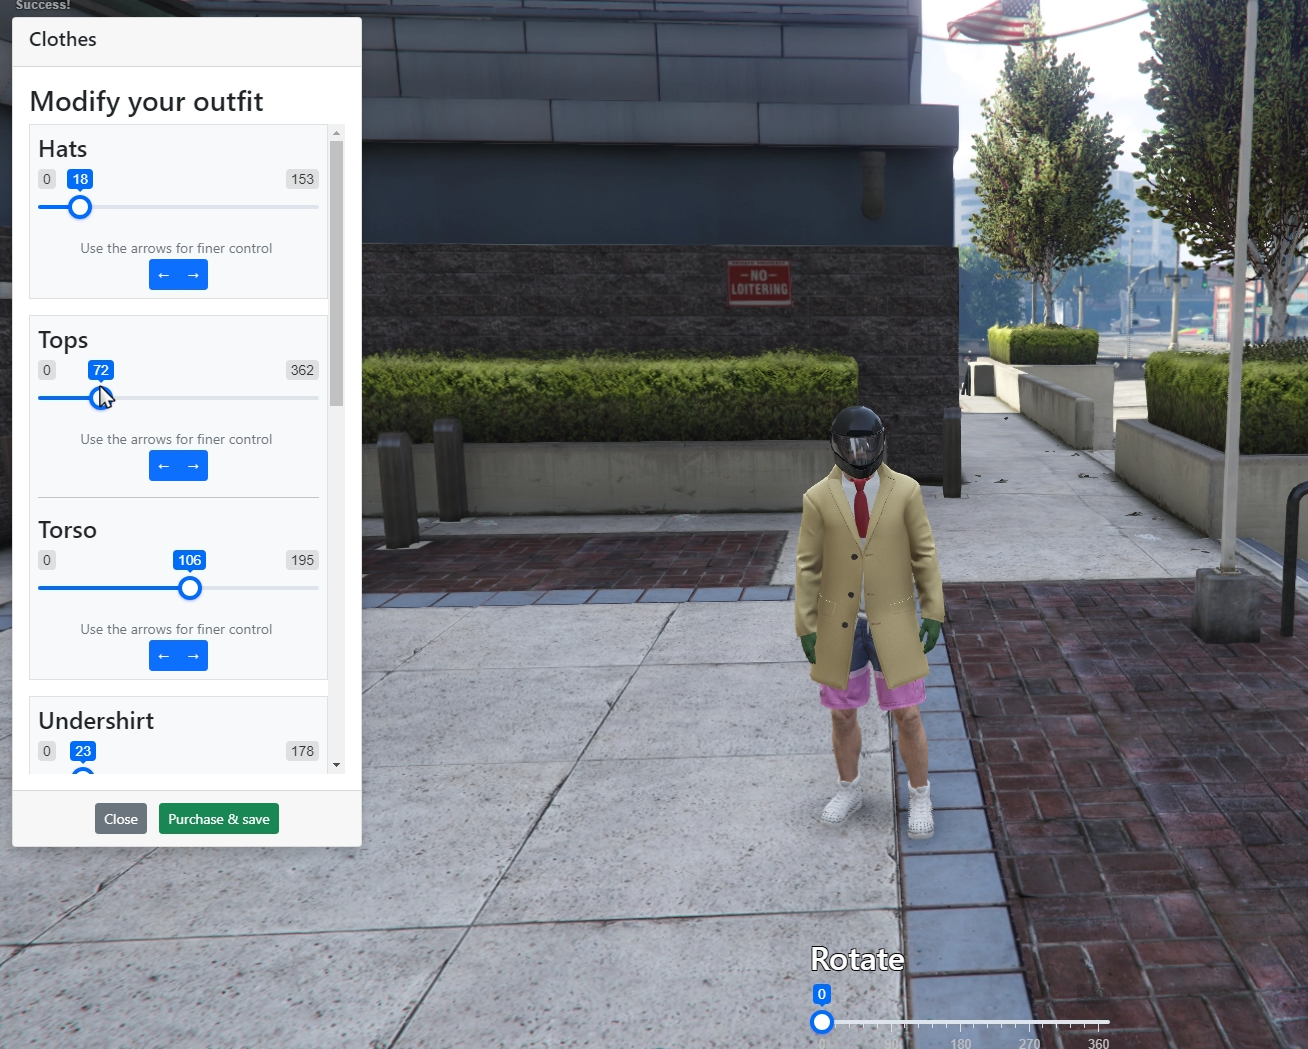 Success!
Clothes
Modify your outfit
Hats
0 18 153
Use the arrows for finer control
← →
Tops
0 72 362
Use the arrows for finer control
← →
Torso
0 106 195
Use the arrows for finer control
← →
Undershirt
0 23 178
Close Purchase & save
-NO-
LOITERING
Rotate
0
0 90 180 270 360